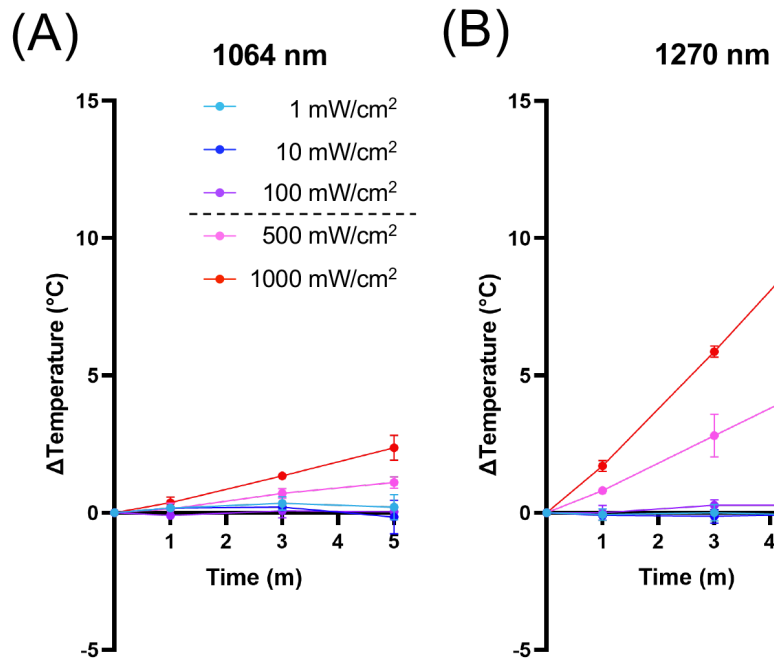 (A)
1064 nm
15
10
5
0
-5
ΔTemperature (°C)
1 mW/cm²
10 mW/cm²
100 mW/cm²
500 mW/cm²
1000 mW/cm²
1 2 3 4 5
Time (m)
(B)
1270 nm
15
10
5
0
-5
ΔTemperature (°C)
1 2 3 4
Time (m)